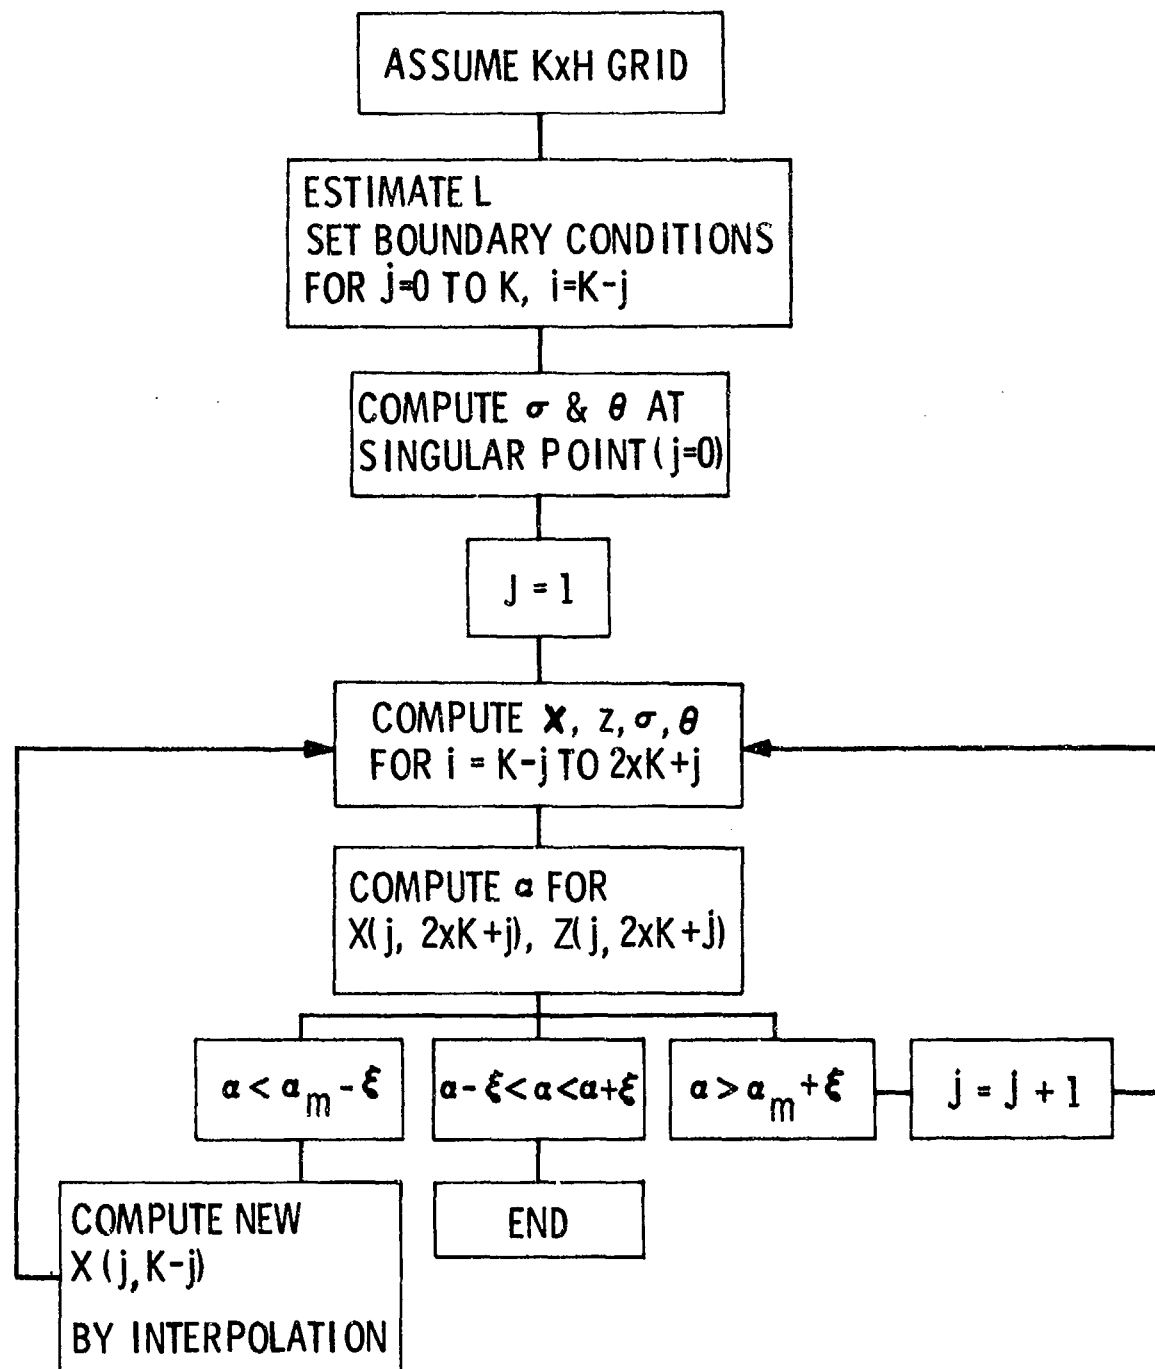 ASSUME KxH GRID
ESTIMATE L
SET BOUNDARY CONDITIONS
FOR j=0 TO K, i=K-j
COMPUTE σ & θ AT
SINGULAR POINT (j=0)
J = 1
COMPUTE X, z, σ, θ
FOR i = K-j TO 2xK+j
COMPUTE α FOR
X(j, 2xK+j), Z(j, 2xK+j)
α < α_m - ξ
α-ξ<α<α+ξ
α > α_m + ξ
j = j + 1
COMPUTE NEW
X(j, K-j)
BY INTERPOLATION
END